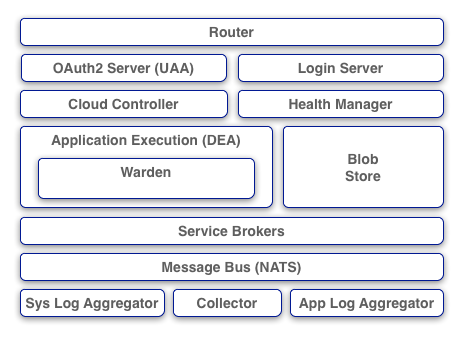 Router
OAuth2 Server (UAA)
Login Server
Cloud Controller
Health Manager
Application Execution (DEA)
Warden
Blob
Store
Service Brokers
Message Bus (NATS)
Sys Log Aggregator
Collector
App Log Aggregator